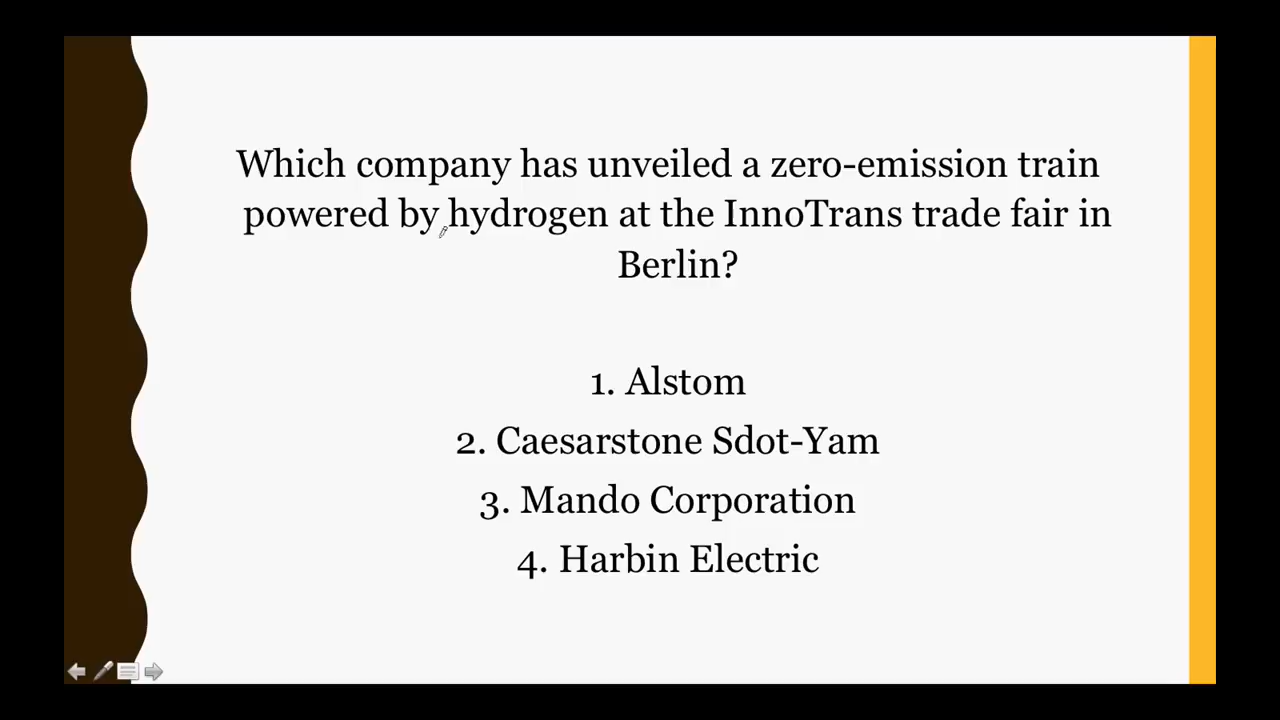 Which company has unveiled a zero-emission train
powered by hydrogen at the InnoTrans trade fair in
Berlin?
1. Alstom
2. Caesarstone Sdot-Yam
3. Mando Corporation
4. Harbin Electric